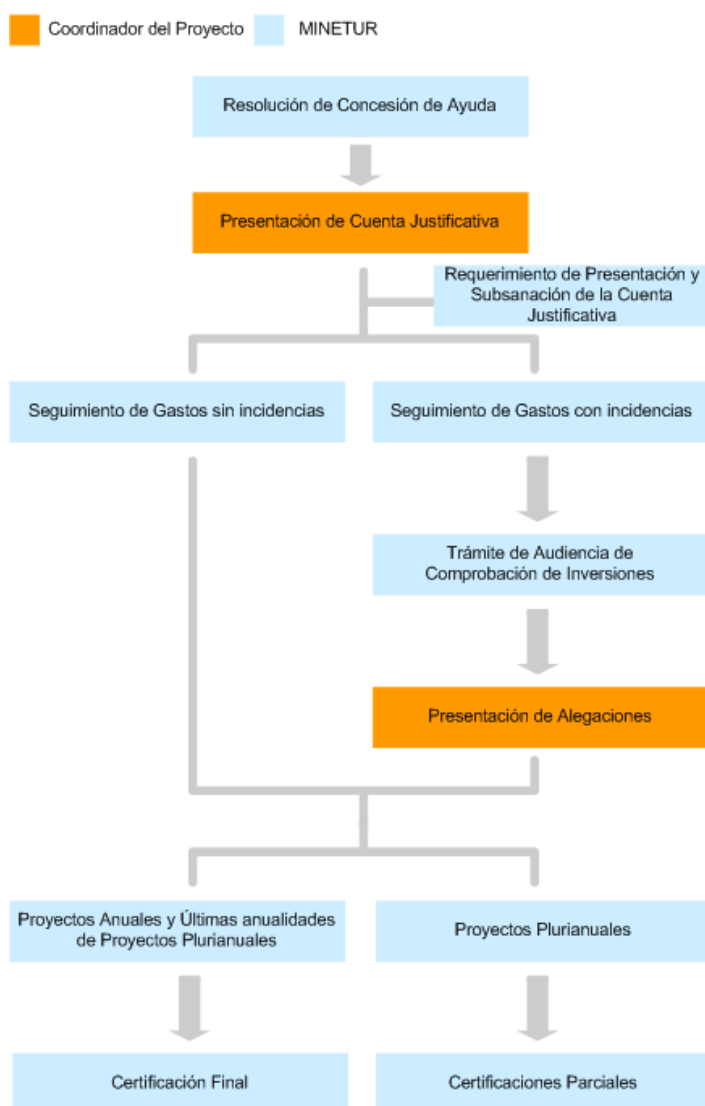 Coordinador del Proyecto
MINETUR
Resolución de Concesión de Ayuda
Presentación de Cuenta Justificativa
Requerimiento de Presentación y
Subsanación de la Cuenta
Justificativa
Seguimiento de Gastos sin incidencias
Seguimiento de Gastos con incidencias
Trámite de Audiencia de
Comprobación de Inversiones
Presentación de Alegaciones
Proyectos Anuales y Últimas anualidades
de Proyectos Plurianuales
Proyectos Plurianuales
Certificación Final
Certificaciones Parciales